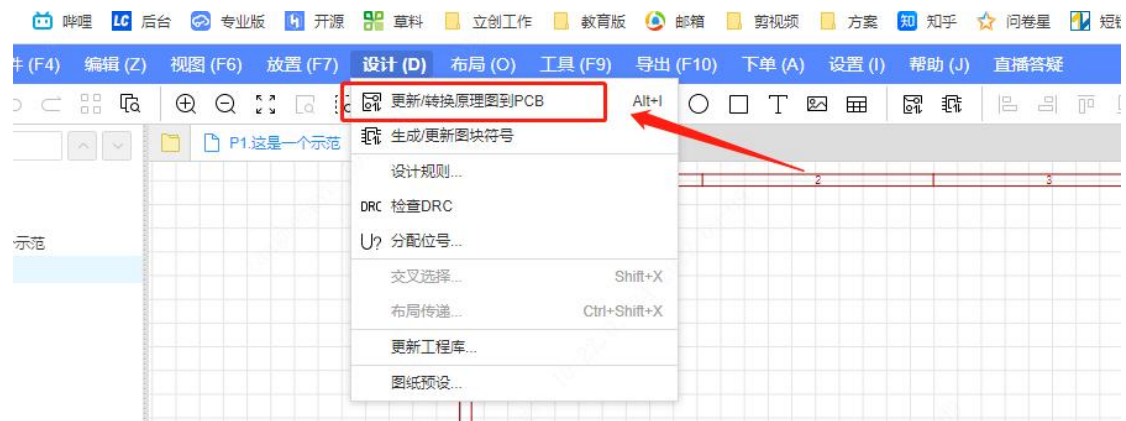 哔哩 LC 后台 专业版 开源 草料 立创工作 教育版 邮箱 剪视频 方案 知 知乎 问卷星 短
(F4) 编辑 (Z) 视图 (F6) 放置 (F7) 设计 (D) 布局 (O) 工具 (F9) 导出 (F10) 下单 (A) 设置 (I) 帮助 (J) 直播答疑
更新/转换原理图到PCB Alt+I T
P1.这是一个示范
生成/更新图块符号
设计规则...
2 3
DRC 检查DRC
U? 分配位号...
示范
交叉选择... Shift+X
布局传递... Ctrl+Shift+X
更新工程库...
图纸预设...